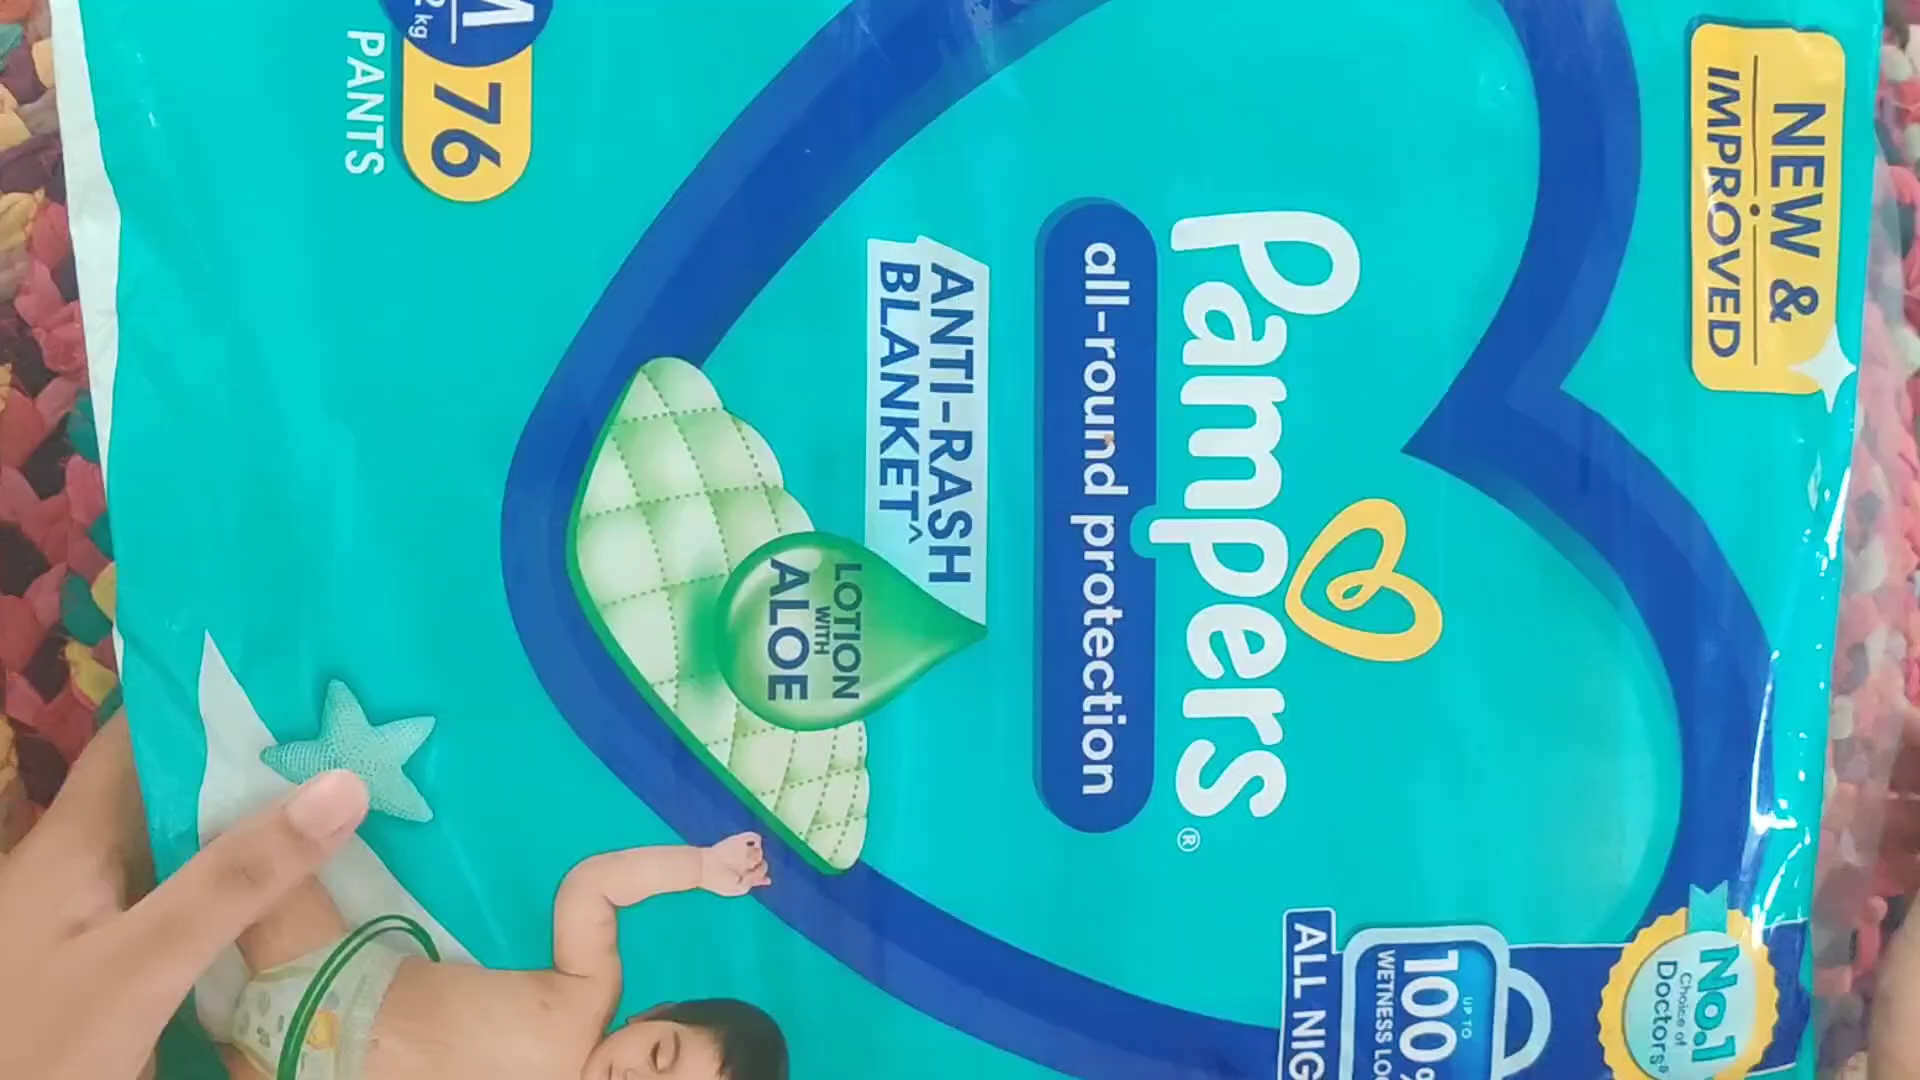 NEW &
IMPROVED
Pampers®
all-round protection
ANTI-RASH
BLANKET^
LOTION
WITH
ALOE
No.1
Choice of
Doctors®
UP TO
100%
WETNESS
ALL
M
kg
76
PANTS